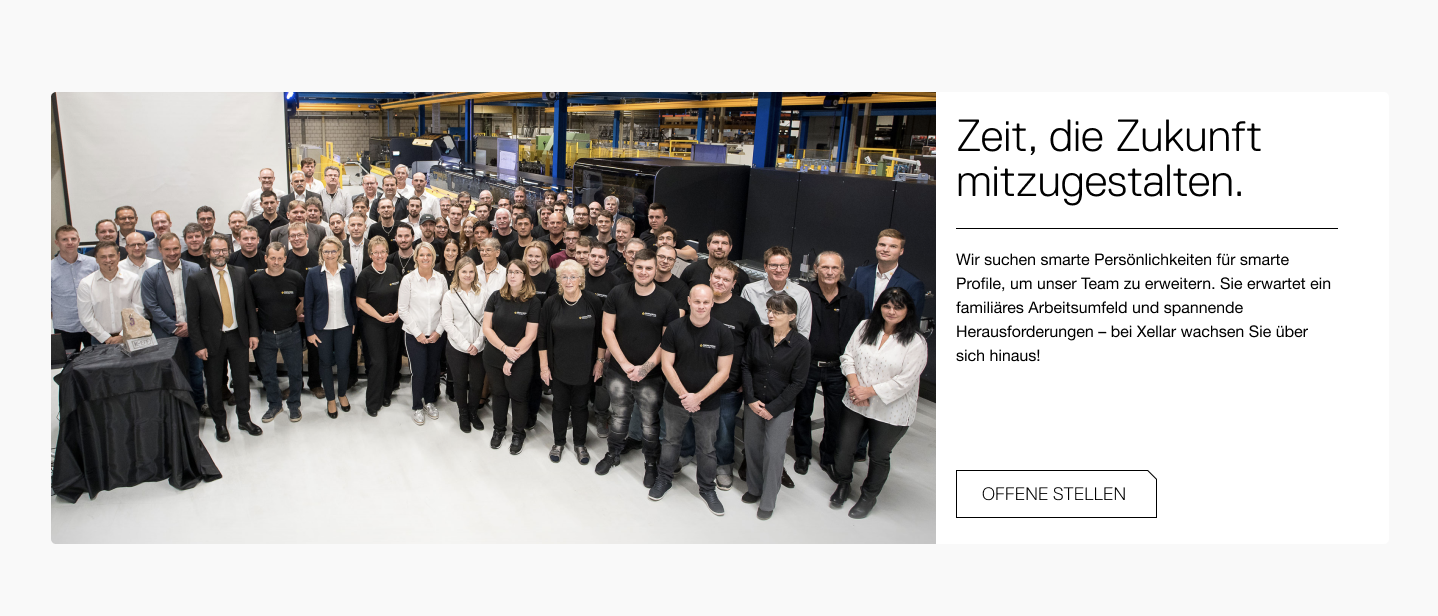 Zeit, die Zukunft
mitzugestalten.
Wir suchen smarte Persönlichkeiten für smarte
Profile, um unser Team zu erweitern. Sie erwartet ein
familiäres Arbeitsumfeld und spannende
Herausforderungen – bei Xellar wachsen Sie über
sich hinaus!
OFFENE STELLEN